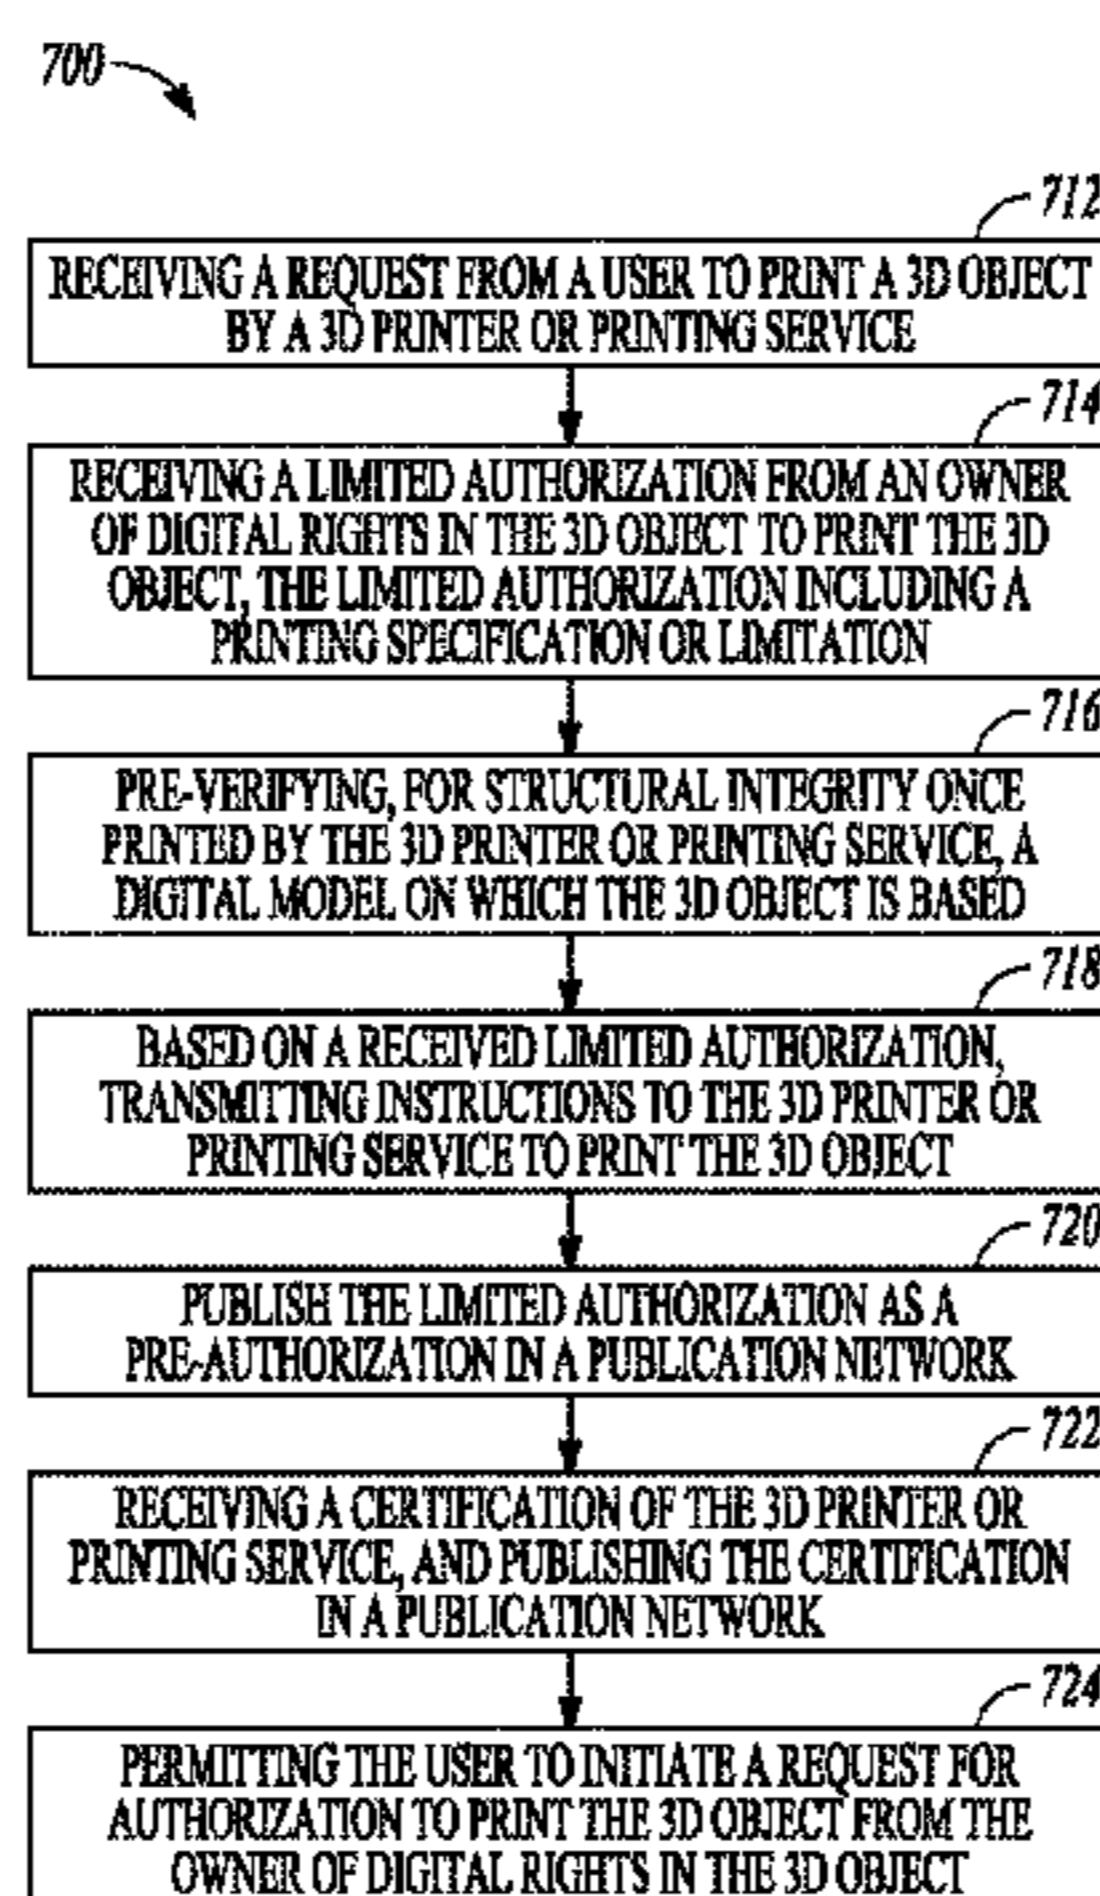 700
712
RECEIVING A REQUEST FROM A USER TO PRINT A 3D OBJECT
BY A 3D PRINTER OR PRINTING SERVICE
714
RECEIVING A LIMITED AUTHORIZATION FROM AN OWNER
OF DIGITAL RIGHTS IN THE 3D OBJECT TO PRINT THE 3D
OBJECT, THE LIMITED AUTHORIZATION INCLUDING A
PRINTING SPECIFICATION OR LIMITATION
716
PRE-VERIFYING, FOR STRUCTURAL INTEGRITY ONCE
PRINTED BY THE 3D PRINTER OR PRINTING SERVICE, A
DIGITAL MODEL ON WHICH THE 3D OBJECT IS BASED
718
BASED ON A RECEIVED LIMITED AUTHORIZATION,
TRANSMITTING INSTRUCTIONS TO THE 3D PRINTER OR
PRINTING SERVICE TO PRINT THE 3D OBJECT
720
PUBLISH THE LIMITED AUTHORIZATION AS A
PRE-AUTHORIZATION IN A PUBLICATION NETWORK
722
RECEIVING A CERTIFICATION OF THE 3D PRINTER OR
PRINTING SERVICE, AND PUBLISHING THE CERTIFICATION
IN A PUBLICATION NETWORK
724
PERMITTING THE USER TO INITIATE A REQUEST FOR
AUTHORIZATION TO PRINT THE 3D OBJECT FROM THE
OWNER OF DIGITAL RIGHTS IN THE 3D OBJECT